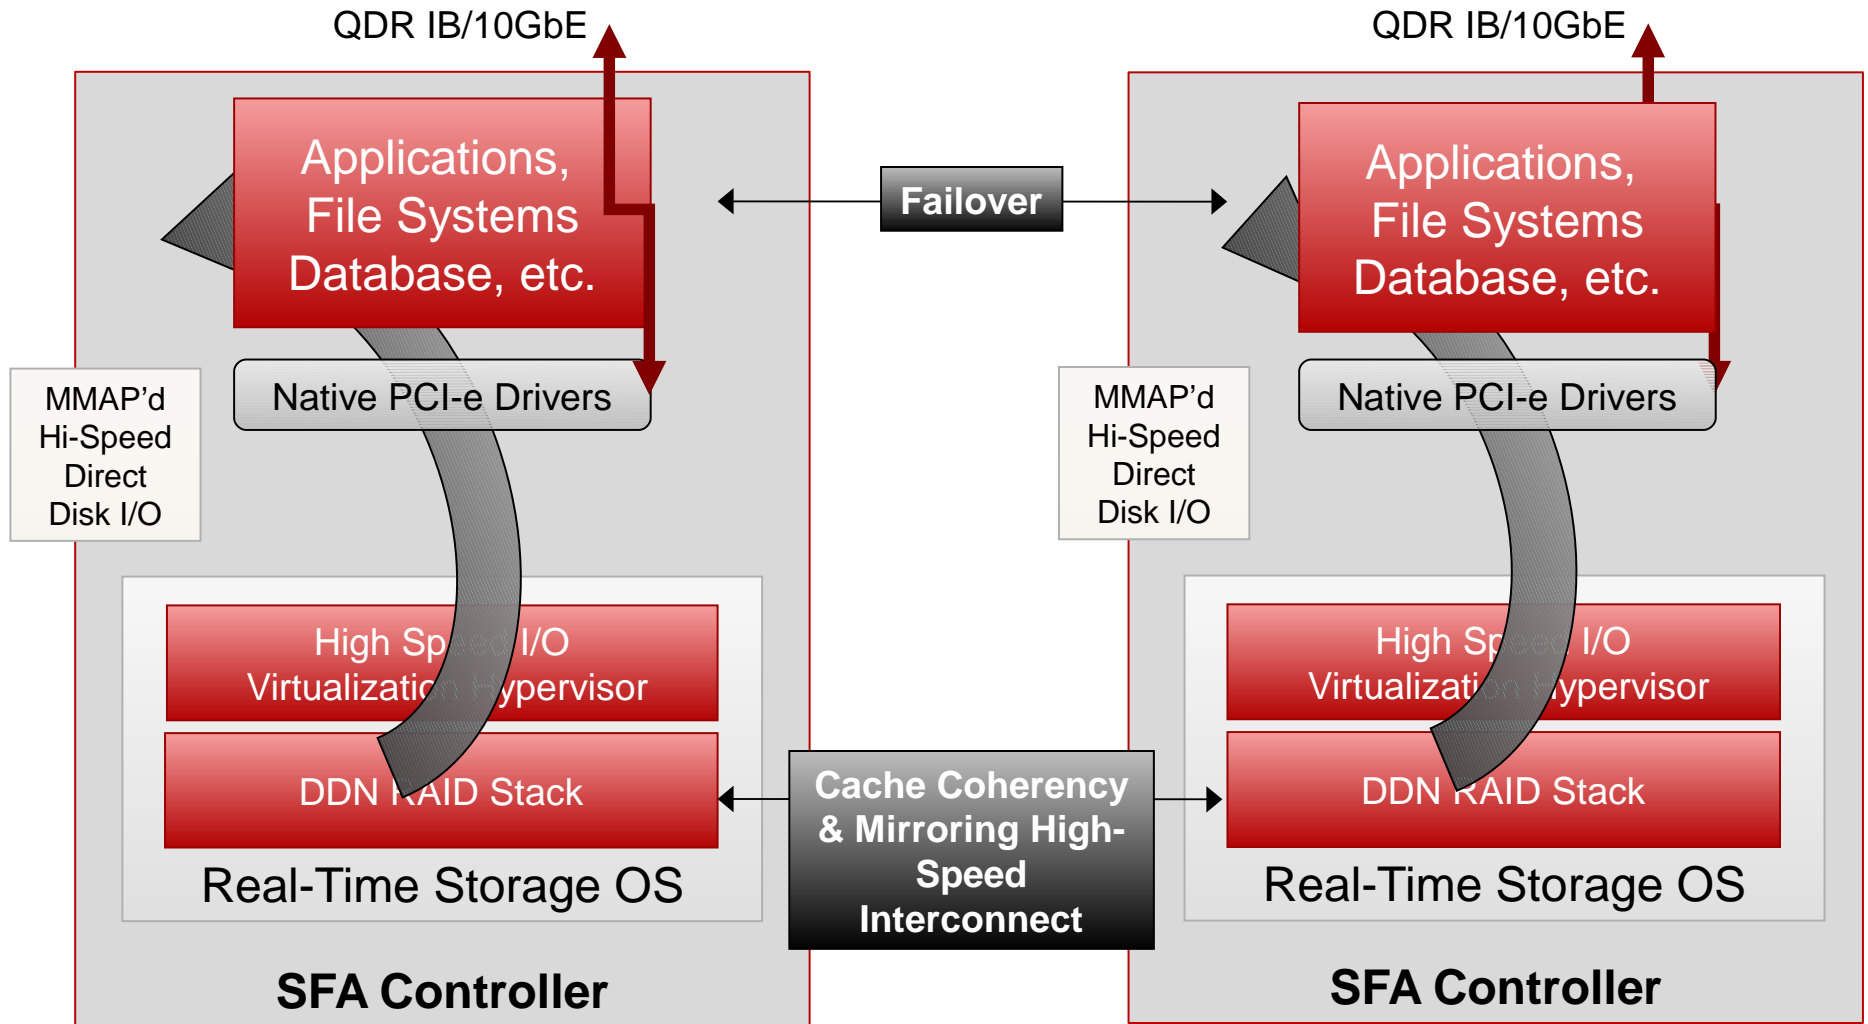 QDR IB/10GbE
Applications,
File Systems
Database, etc.
Native PCI-e Drivers
MMAP’d
Hi-Speed
Direct
Disk I/O
High Speed I/O
Virtualization Hypervisor
DDN RAID Stack
Real-Time Storage OS
SFA Controller
Failover
Cache Coherency
& Mirroring High-
Speed
Interconnect
QDR IB/10GbE
Applications,
File Systems
Database, etc.
Native PCI-e Drivers
MMAP’d
Hi-Speed
Direct
Disk I/O
High Speed I/O
Virtualization Hypervisor
DDN RAID Stack
Real-Time Storage OS
SFA Controller